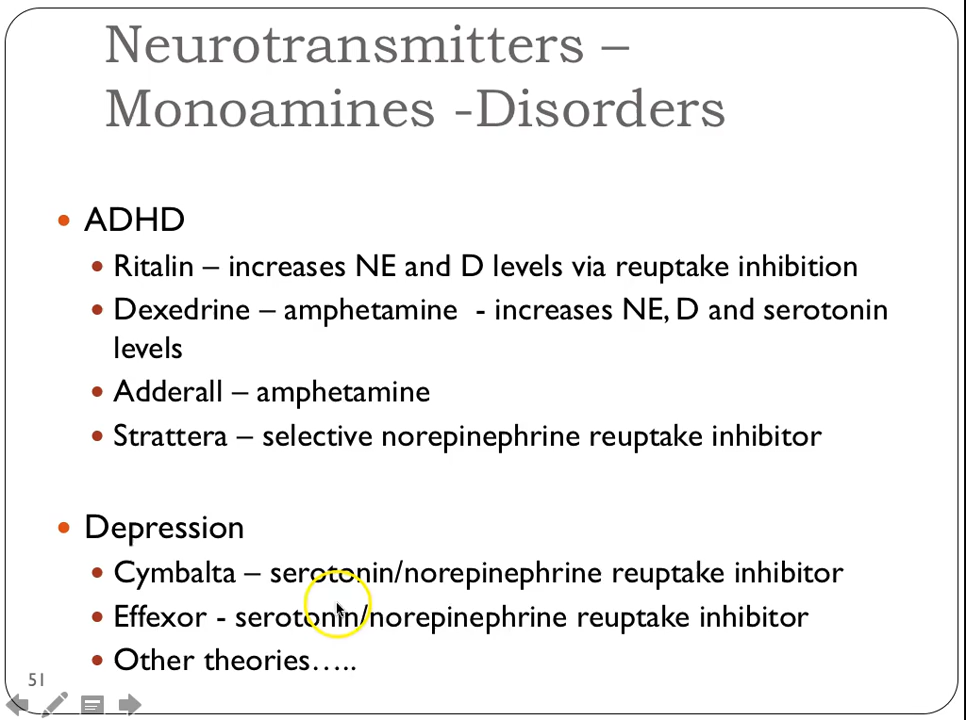 Neurotransmitters –
Monoamines -Disorders
• ADHD
• Ritalin – increases NE and D levels via reuptake inhibition
• Dexedrine – amphetamine - increases NE, D and serotonin
levels
• Adderall – amphetamine
• Strattera – selective norepinephrine reuptake inhibitor
• Depression
• Cymbalta – serotonin/norepinephrine reuptake inhibitor
• Effexor - serotonin/norepinephrine reuptake inhibitor
• Other theories…..
51